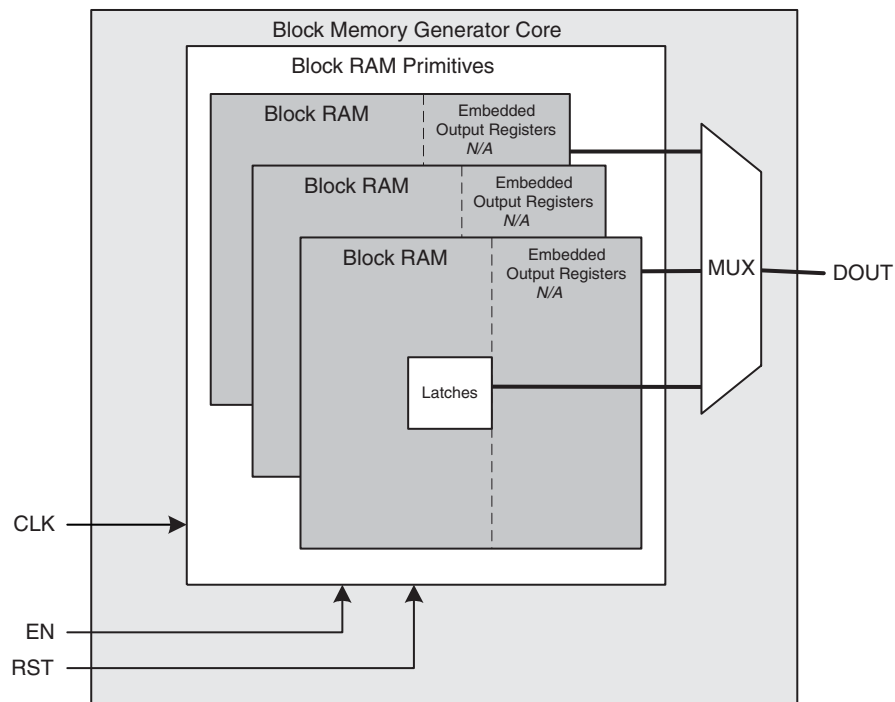 Block Memory Generator Core
Block RAM Primitives
Block RAM
Embedded
Output Registers
N/A
Block RAM
Embedded
Output Registers
N/A
Block RAM
Embedded
Output Registers
N/A
MUX
DOUT
Latches
CLK
EN
RST